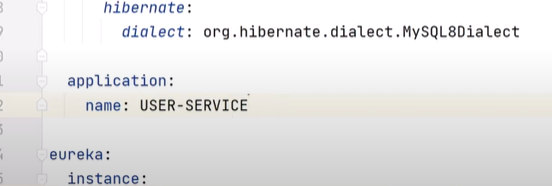 hibernate:
dialect: org.hibernate.dialect.MySQL8Dialect
application:
name: USER-SERVICE
eureka:
instance: